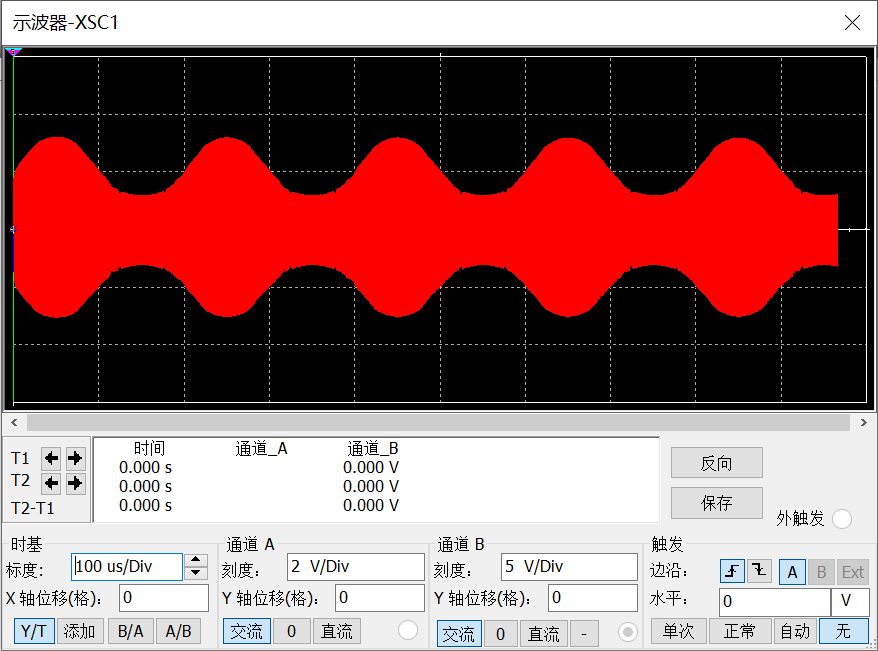 示波器-XSC1
时间 通道_A 通道_B
T1 0.000 s 0.000 V
T2 0.000 s 0.000 V
T2-T1 0.000 s 0.000 V
反向
保存
外触发
时基
标度: 100 us/Div
X 轴位移(格): 0
Y/T 添加 B/A A/B
通道 A
刻度: 2 V/Div
Y 轴位移(格): 0
交流 0 直流
通道 B
刻度: 5 V/Div
Y 轴位移(格): 0
交流 0 直流 -
触发
边沿: A B Ext
水平: 0 V
单次 正常 自动 无